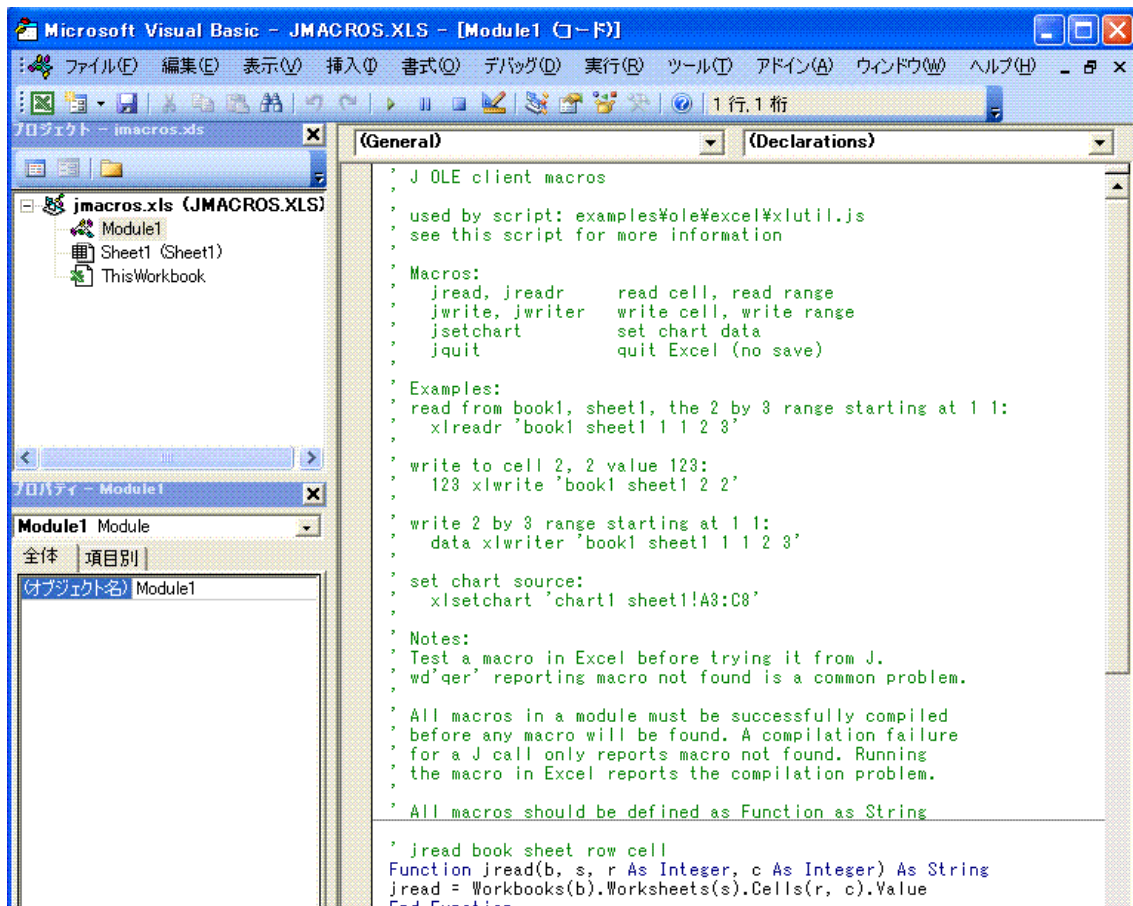 Microsoft Visual Basic - JMACROS.XLS - [Module1 (コード)]
ファイル(F) 編集(E) 表示(V) 挿入(I) 書式(O) デバッグ(D) 実行(R) ツール(T) アドイン(A) ウィンドウ(W) ヘルプ(H)
1 行, 1 桁
プロジェクト - jmacros.xls
jmacros.xls (JMACROS.XLS)
Module1
Sheet1 (Sheet1)
ThisWorkbook
プロパティ - Module1
Module1 Module
全体 項目別
(オブジェクト名) Module1
(General) (Declarations)
' J OLE client macros
'
' used by script: examples¥ole¥excel¥xlutil.js
' see this script for more information
'
' Macros:
'   jread, jreadr     read cell, read range
'   jwrite, jwriter   write cell, write range
'   jsetchart         set chart data
'   jquit             quit Excel (no save)
'
' Examples:
' read from book1, sheet1, the 2 by 3 range starting at 1 1:
'   xlreadr 'book1 sheet1 1 1 2 3'
'
' write to cell 2, 2 value 123:
'   123 xlwrite 'book1 sheet1 2 2'
'
' write 2 by 3 range starting at 1 1:
'   data xlwriter 'book1 sheet1 1 1 2 3'
'
' set chart source:
'   xlsetchart 'chart1 sheet1!A3:C8'
'
' Notes:
' Test a macro in Excel before trying it from J.
' wd'qer' reporting macro not found is a common problem.
'
' All macros in a module must be successfully compiled
' before any macro will be found. A compilation failure
' for a J call only reports macro not found. Running
' the macro in Excel reports the compilation problem.
'
' All macros should be defined as Function as String
' jread book sheet row cell
Function jread(b, s, r As Integer, c As Integer) As String
jread = Workbooks(b).Worksheets(s).Cells(r, c).Value
End Function